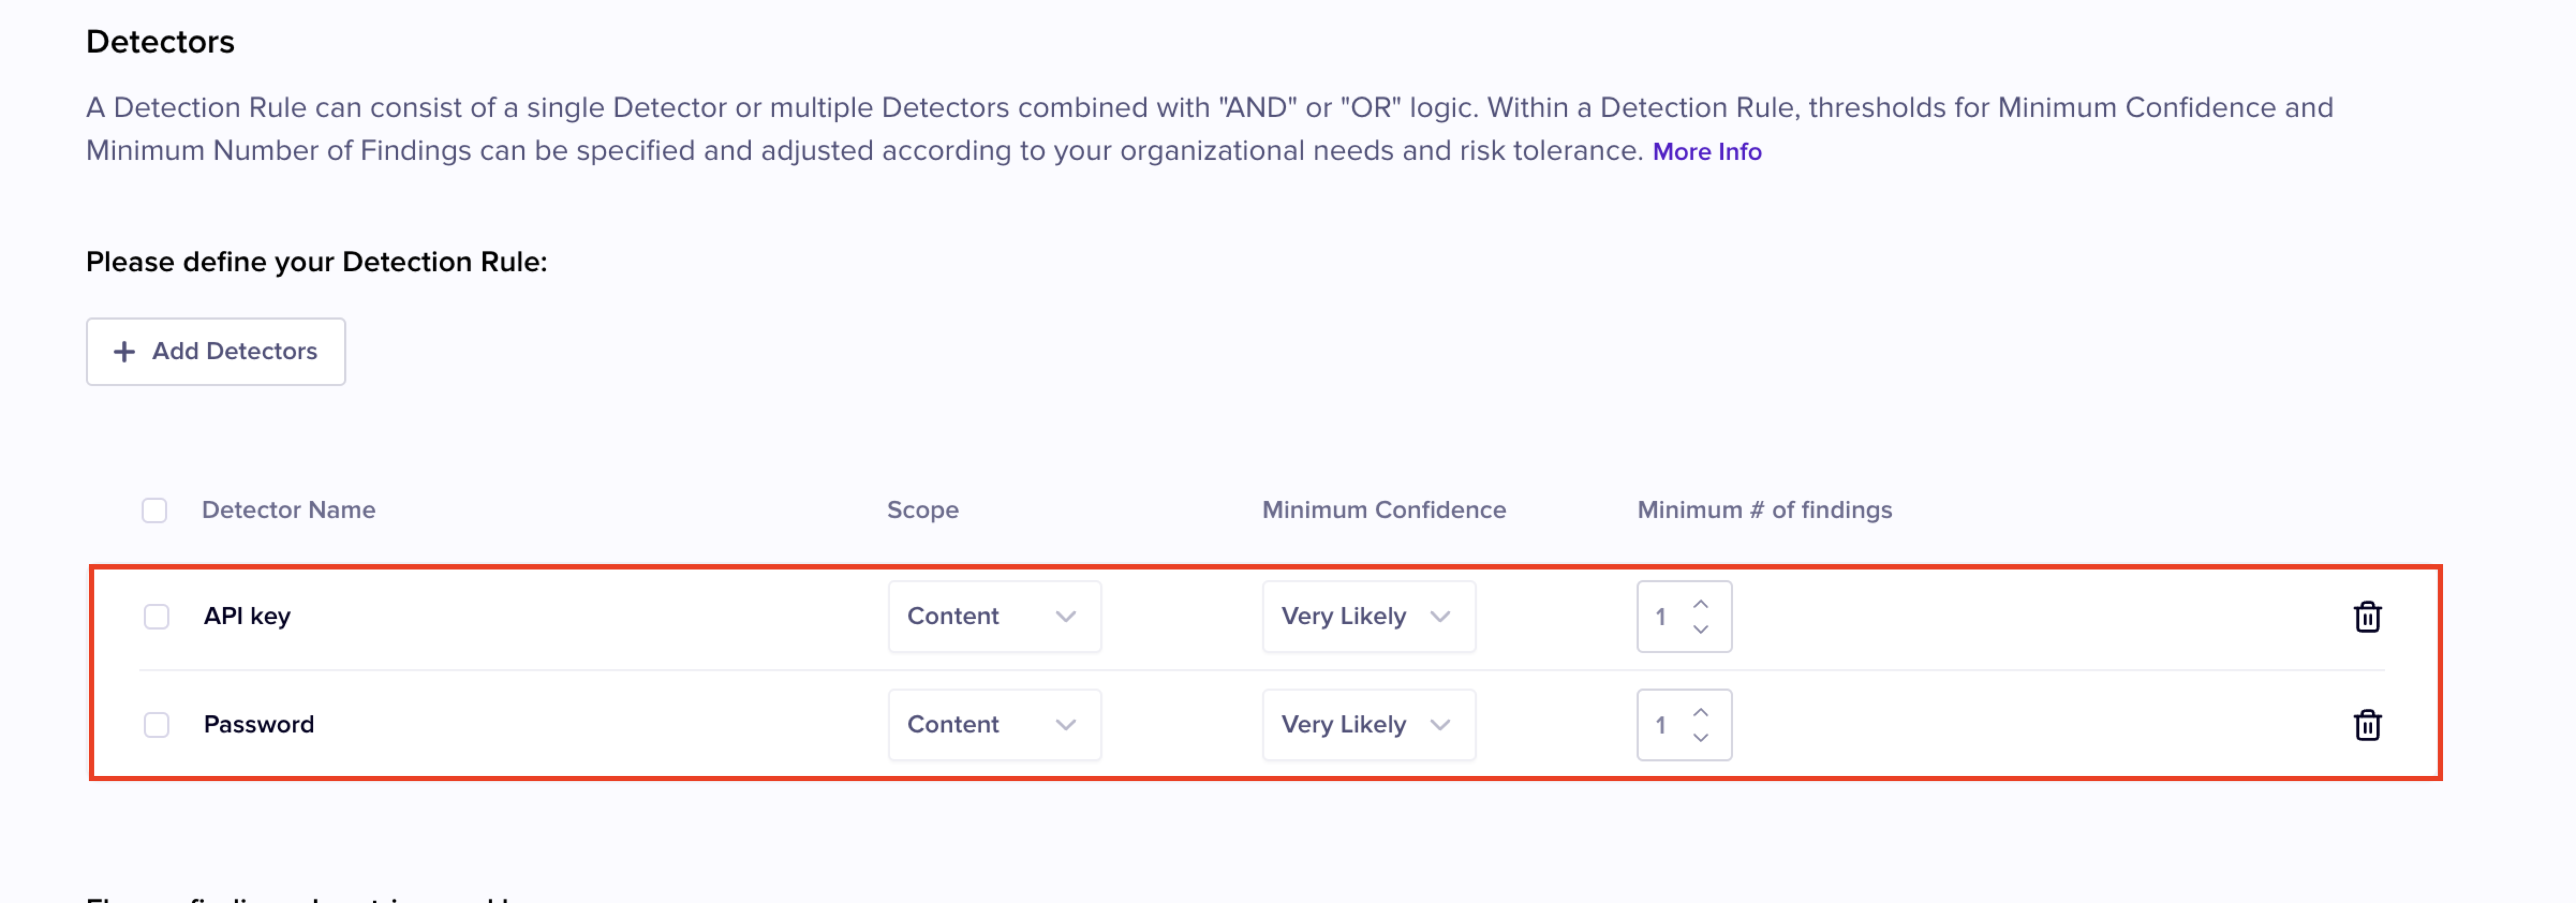 Detectors
A Detection Rule can consist of a single Detector or multiple Detectors combined with "AND" or "OR" logic. Within a Detection Rule, thresholds for Minimum Confidence and
Minimum Number of Findings can be specified and adjusted according to your organizational needs and risk tolerance. More Info
Please define your Detection Rule:
+ Add Detectors
Detector Name Scope Minimum Confidence Minimum # of findings
API key Content Very Likely 1
Password Content Very Likely 1